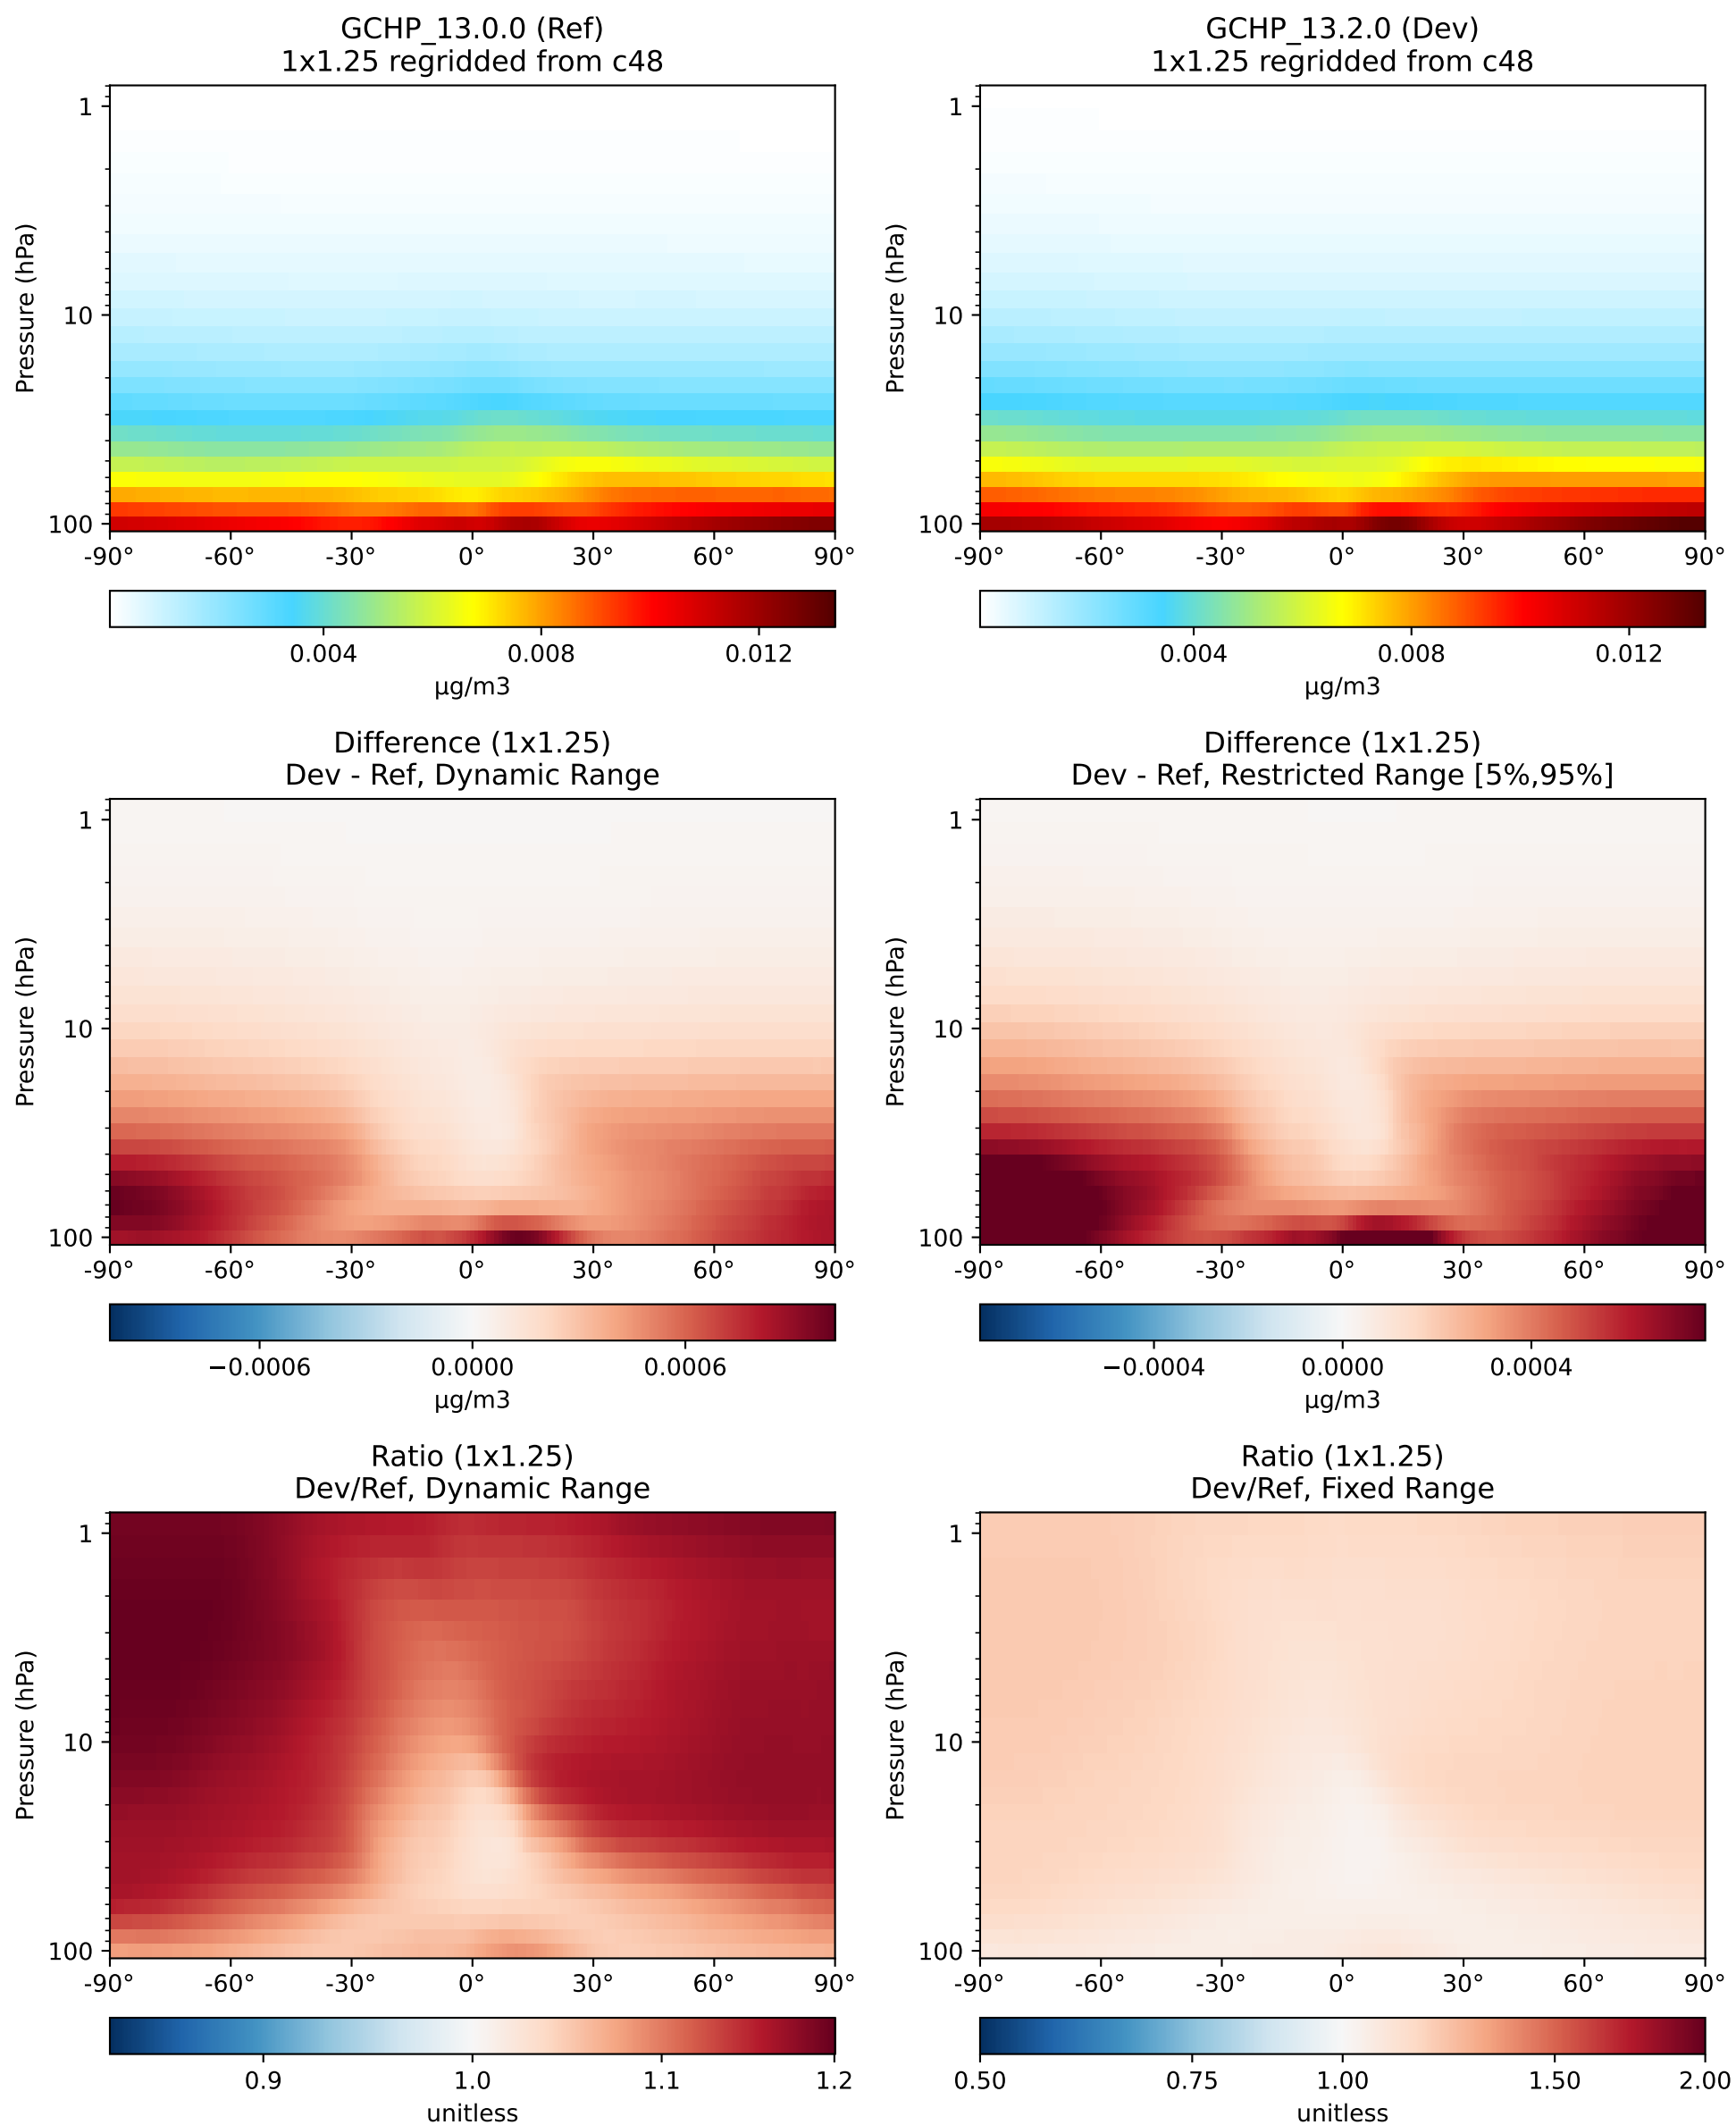 GCHP_13.0.0 (Ref)
1x1.25 regridded from c48
Pressure (hPa)
1
10
100
-90° -60° -30° 0° 30° 60° 90°
0.004 0.008 0.012
µg/m3
GCHP_13.2.0 (Dev)
1x1.25 regridded from c48
Pressure (hPa)
1
10
100
-90° -60° -30° 0° 30° 60° 90°
0.004 0.008 0.012
µg/m3
Difference (1x1.25)
Dev - Ref, Dynamic Range
Pressure (hPa)
1
10
100
-90° -60° -30° 0° 30° 60° 90°
−0.0006 0.0000 0.0006
µg/m3
Difference (1x1.25)
Dev - Ref, Restricted Range [5%,95%]
Pressure (hPa)
1
10
100
-90° -60° -30° 0° 30° 60° 90°
−0.0004 0.0000 0.0004
µg/m3
Ratio (1x1.25)
Dev/Ref, Dynamic Range
Pressure (hPa)
1
10
100
-90° -60° -30° 0° 30° 60° 90°
0.9 1.0 1.1 1.2
unitless
Ratio (1x1.25)
Dev/Ref, Fixed Range
Pressure (hPa)
1
10
100
-90° -60° -30° 0° 30° 60° 90°
0.50 0.75 1.00 1.50 2.00
unitless